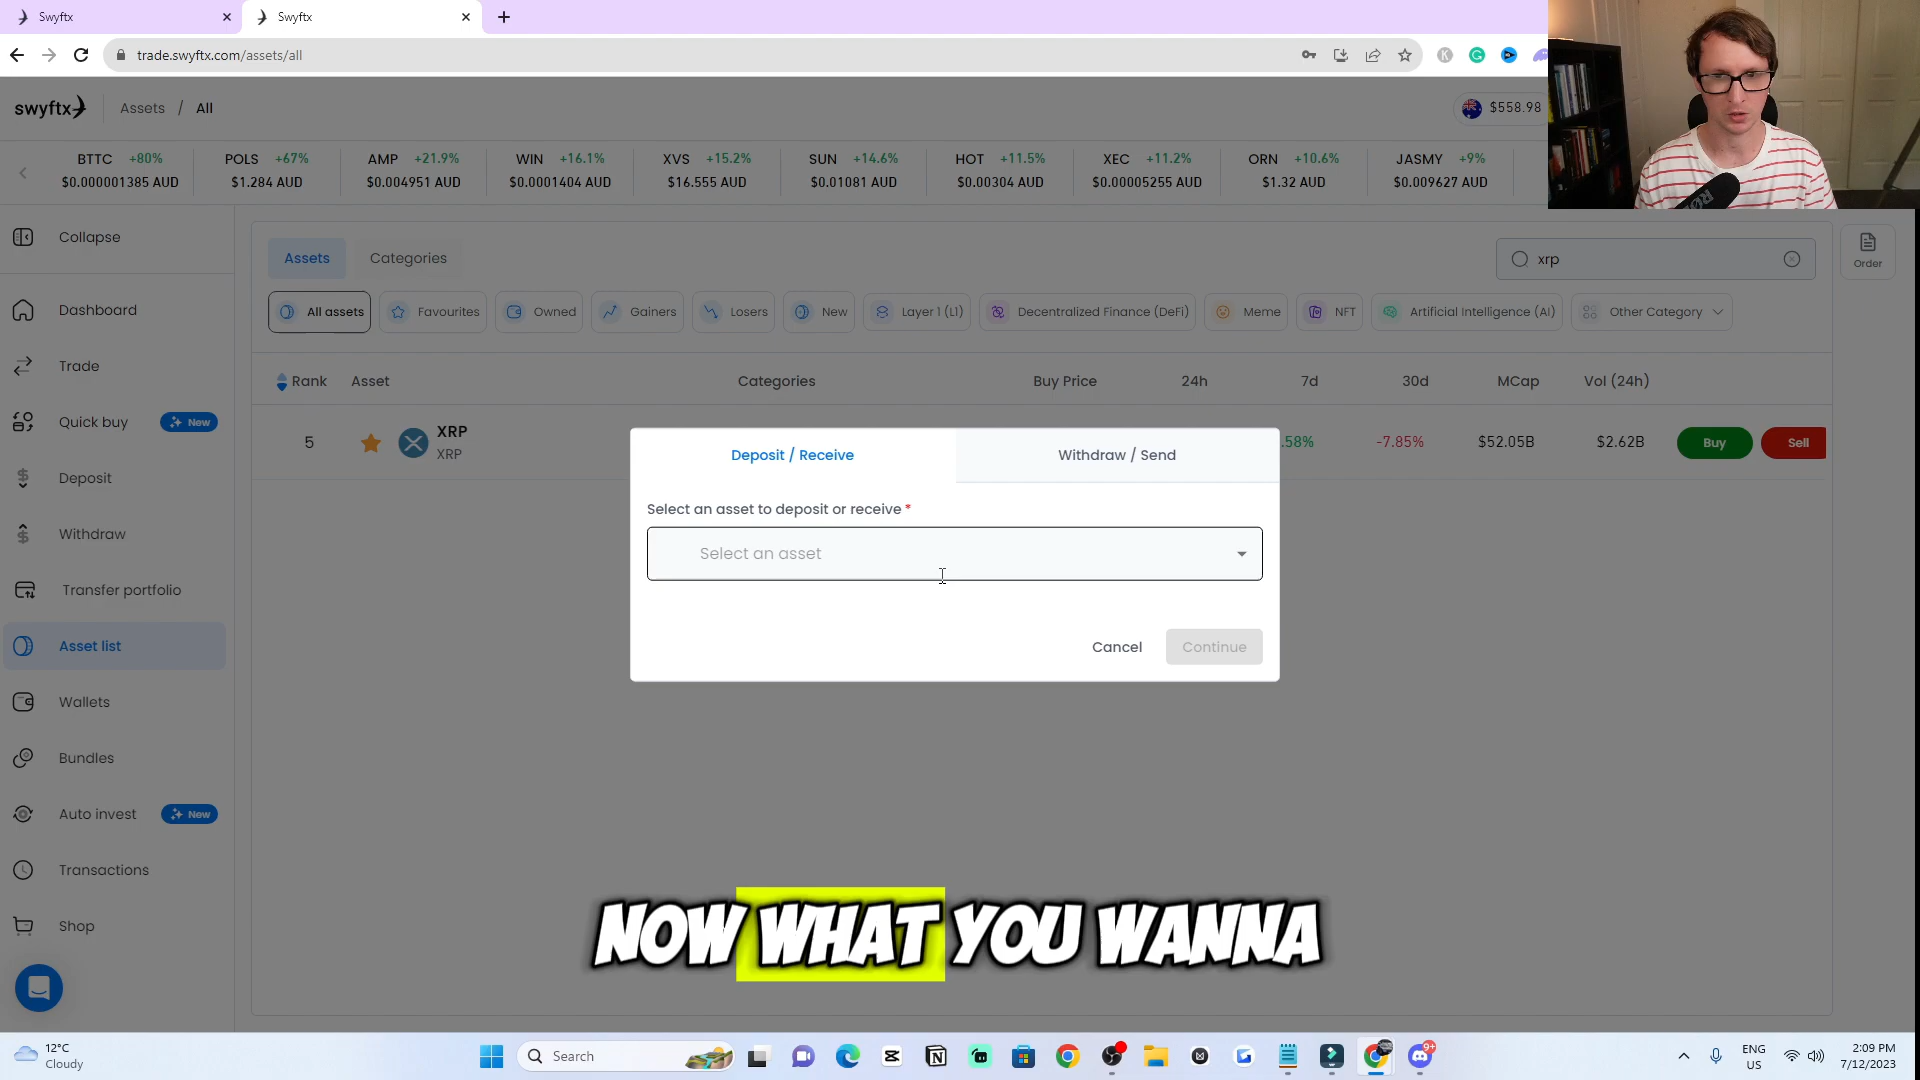 Swyftx
Swyftx
trade.swyftx.com/assets/all
swyftx
Assets / All
$558.98
BTTC +80%
$0.000001385 AUD
POLS +67%
$1.284 AUD
AMP +21.9%
$0.004951 AUD
WIN +16.1%
$0.0001404 AUD
XVS +15.2%
$16.555 AUD
SUN +14.6%
$0.01081 AUD
HOT +11.5%
$0.00304 AUD
XEC +11.2%
$0.00005255 AUD
ORN +10.6%
$1.32 AUD
JASMY +9%
$0.009627 AUD
Collapse
Dashboard
Trade
Quick buy New
Deposit
Withdraw
Transfer portfolio
Asset list
Wallets
Bundles
Auto invest New
Transactions
Shop
Assets Categories
xrp
Order
All assets Favourites Owned Gainers Losers New Layer 1 (L1) Decentralized Finance (DeFi) Meme NFT Artificial Intelligence (AI) Other Category
Rank Asset Categories Buy Price 24h 7d 30d MCap Vol (24h)
5 XRP
XRP
.58% -7.85% $52.05B $2.62B Buy Sell
Deposit / Receive Withdraw / Send
Select an asset to deposit or receive *
Select an asset
Cancel Continue
NOW WHAT YOU WANNA
12°C
Cloudy
Search
9+
ENG
US
2:09 PM
7/12/2023